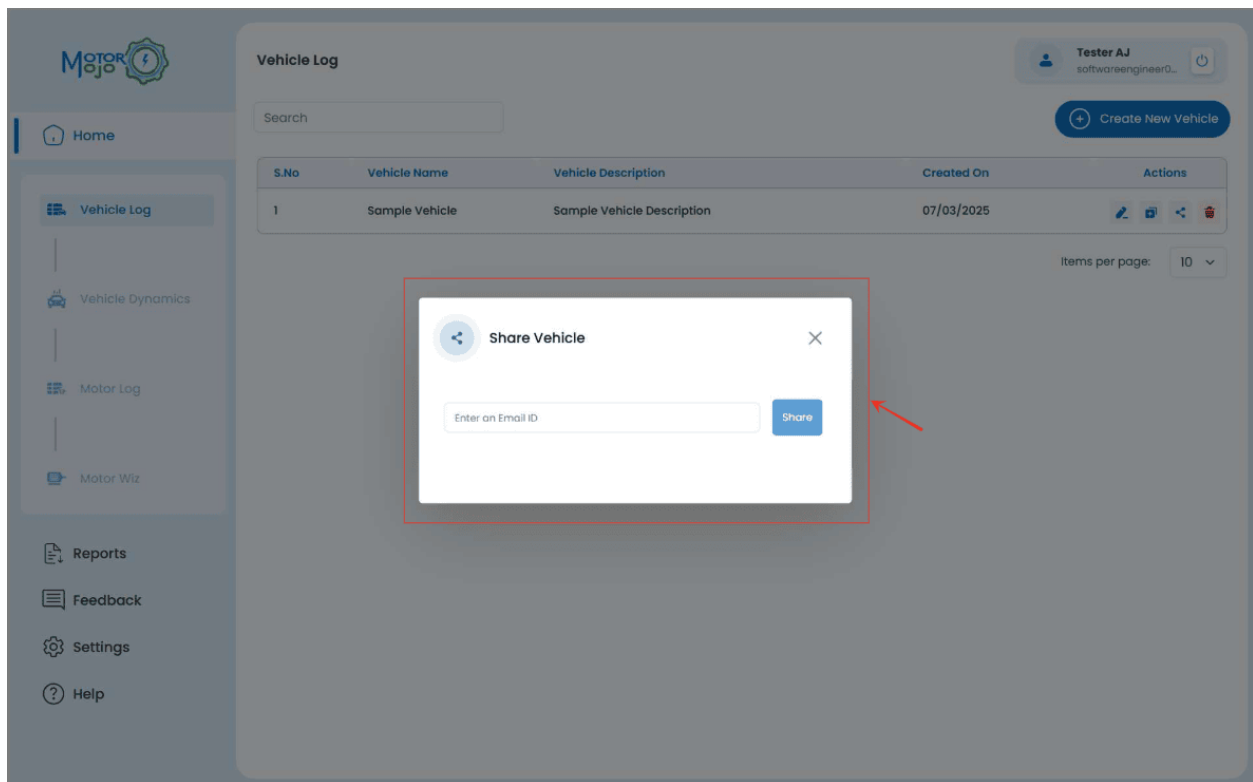 MOTOR
Mojo
Vehicle Log
Tester AJ
softwareengineer0...
Search
Create New Vehicle
Home
S.No Vehicle Name Vehicle Description Created On Actions
Vehicle Log
1 Sample Vehicle Sample Vehicle Description 07/03/2025
Items per page: 10
Vehicle Dynamics
Share Vehicle
Motor Log
Enter an Email ID
Share
Motor Wiz
Reports
Feedback
Settings
Help